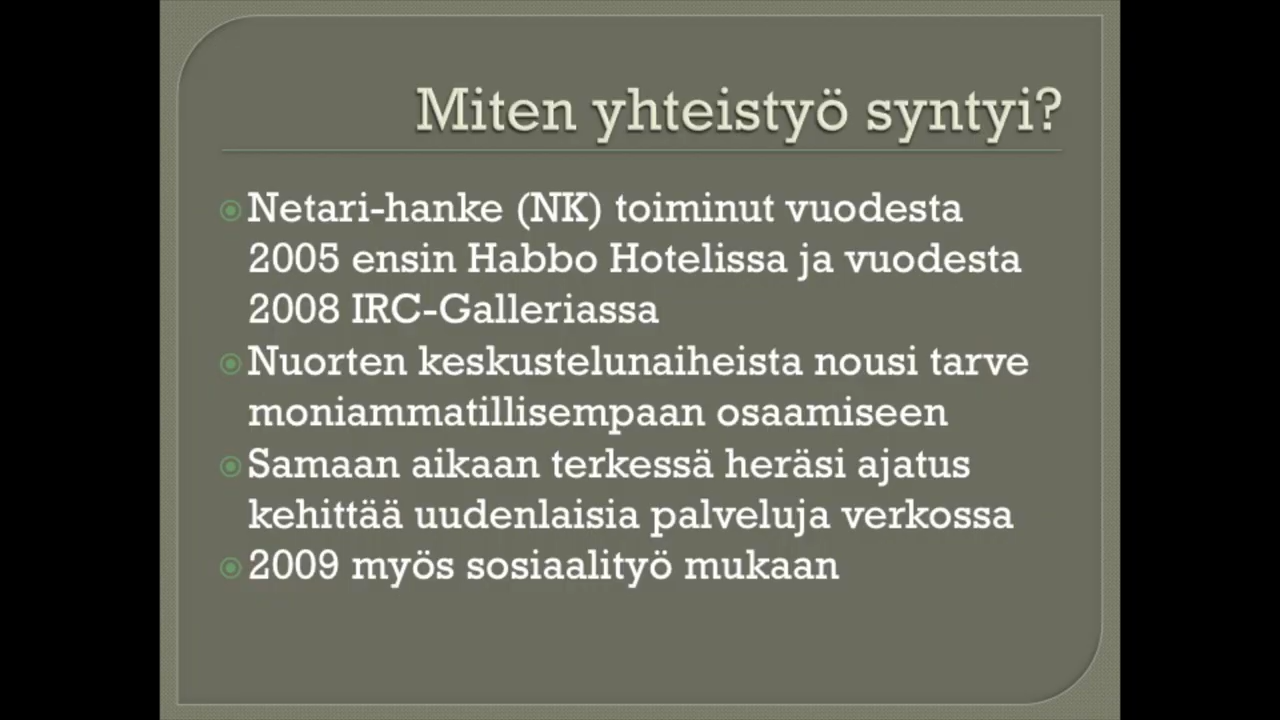 Miten yhteistyö syntyi?
Netari-hanke (NK) toiminut vuodesta
2005 ensin Habbo Hotelissa ja vuodesta
2008 IRC-Galleriassa
Nuorten keskustelunaiheista nousi tarve
moniammatillisempaan osaamiseen
Samaan aikaan terkessä heräsi ajatus
kehittää uudenlaisia palveluja verkossa
2009 myös sosiaalityö mukaan